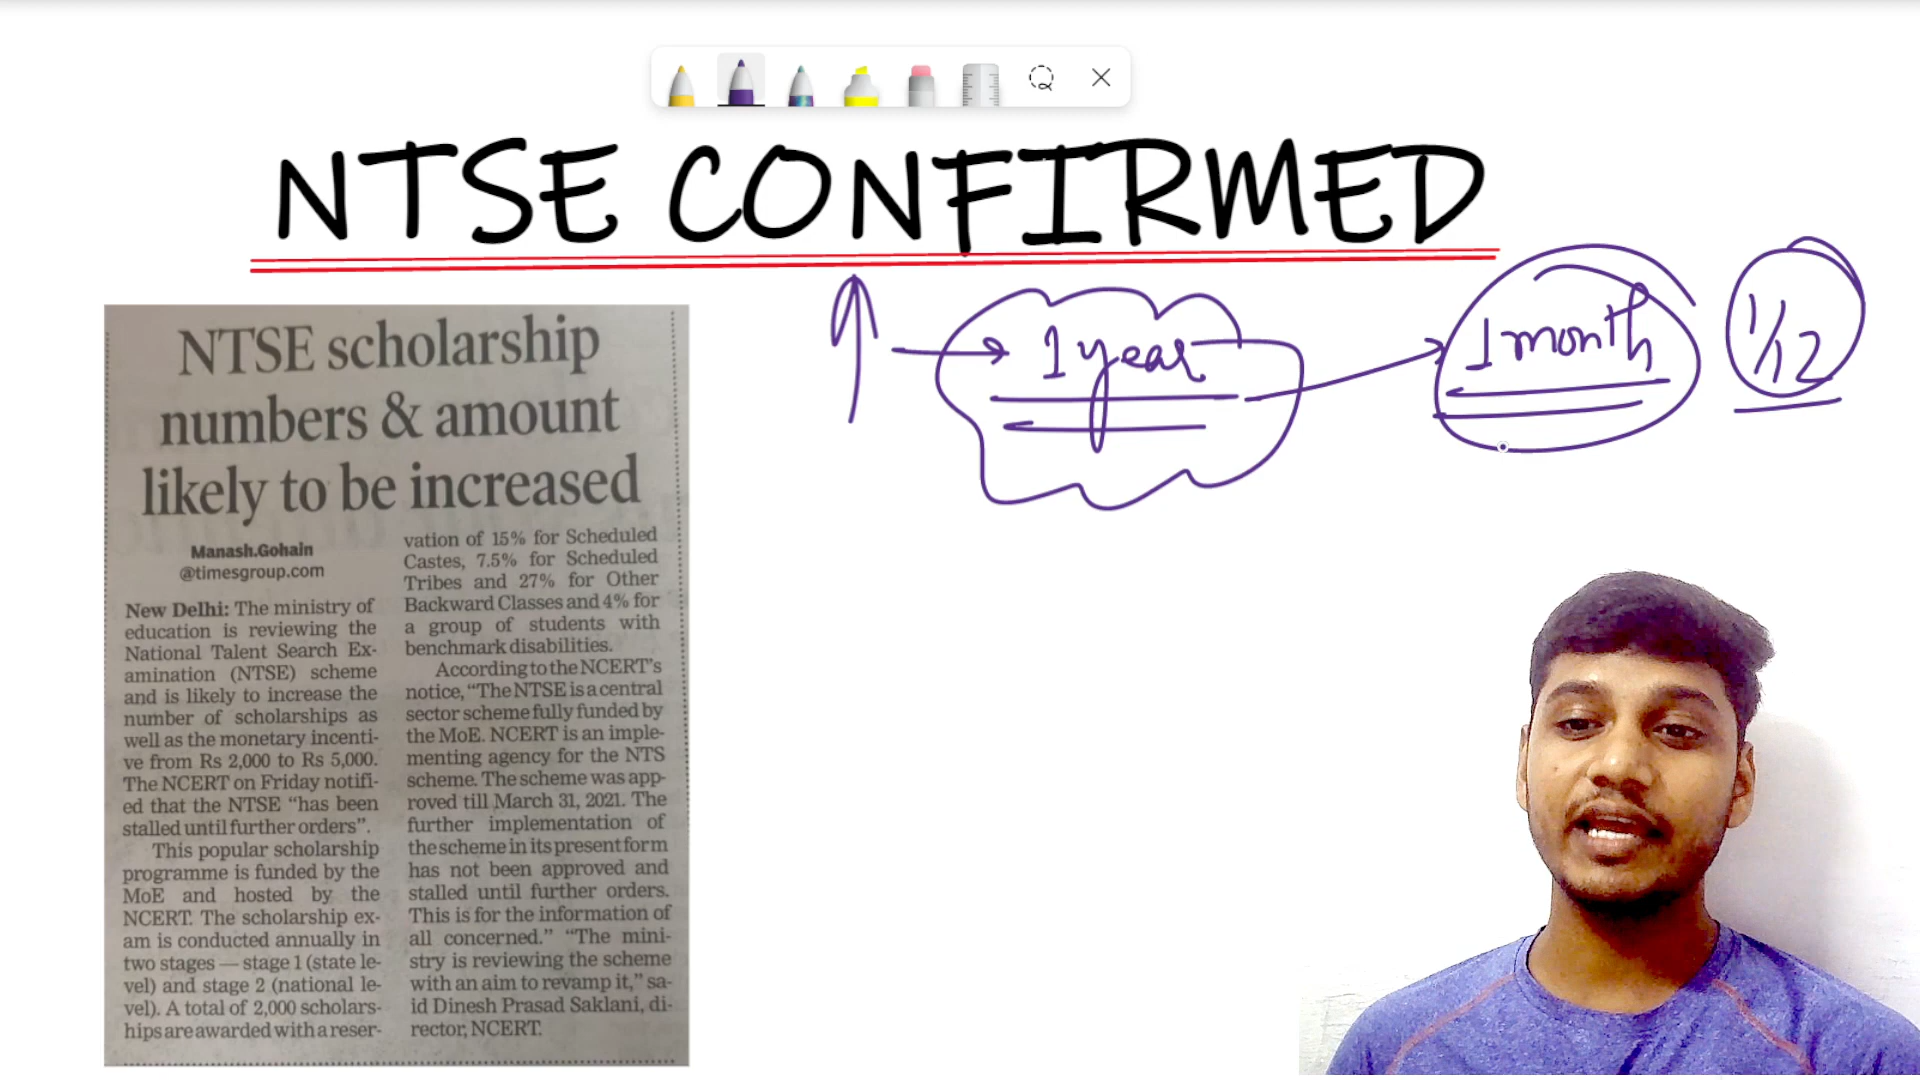 NTSE CONFIRMED
1 year
1 month
1/12
NTSE scholarship
numbers & amount
likely to be increased
Manash.Gohain
@timesgroup.com
New Delhi: The ministry of
education is reviewing the
National Talent Search Ex-
amination (NTSE) scheme
and is likely to increase the
number of scholarships as
well as the monetary incenti-
ve from Rs 2,000 to Rs 5,000.
The NCERT on Friday notifi-
ed that the NTSE “has been
stalled until further orders”.
This popular scholarship
programme is funded by the
MoE and hosted by the
NCERT. The scholarship ex-
am is conducted annually in
two stages — stage 1 (state le-
vel) and stage 2 (national le-
vel). A total of 2,000 scholars-
hips are awarded with a reser-
vation of 15% for Scheduled
Castes, 7.5% for Scheduled
Tribes and 27% for Other
Backward Classes and 4% for
a group of students with
benchmark disabilities.
According to the NCERT’s
notice, “The NTSE is a central
sector scheme fully funded by
the MoE. NCERT is an imple-
menting agency for the NTS
scheme. The scheme was app-
roved till March 31, 2021. The
further implementation of
the scheme in its present form
has not been approved and
stalled until further orders.
This is for the information of
all concerned.” “The mini-
stry is reviewing the scheme
with an aim to revamp it,” sa-
id Dinesh Prasad Saklani, di-
rector, NCERT.